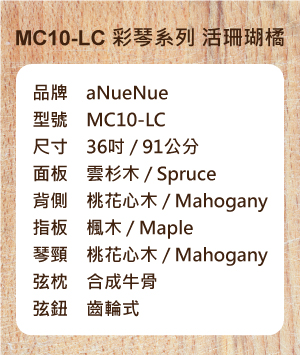 MC10-LC 彩琴系列 活珊瑚橘
品牌 aNueNue
型號 MC10-LC
尺寸 36吋 / 91公分
面板 雲杉木 / Spruce
背側 桃花心木 / Mahogany
指板 楓木 / Maple
琴頸 桃花心木 / Mahogany
弦枕 合成牛骨
弦鈕 齒輪式